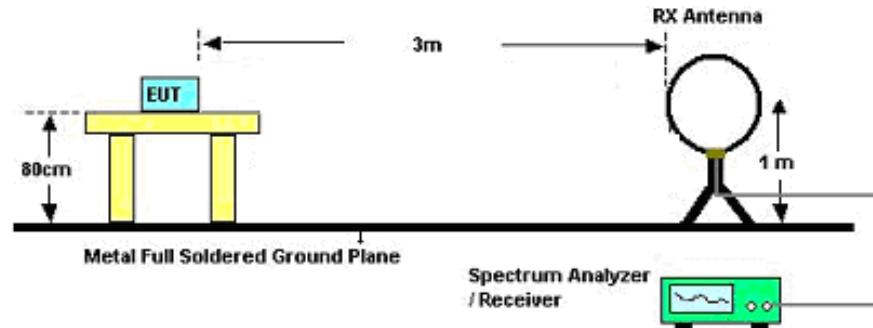 RX Antenna
3m
EUT
80cm
1 m
Metal Full Soldered Ground Plane
Spectrum Analyzer
/ Receiver